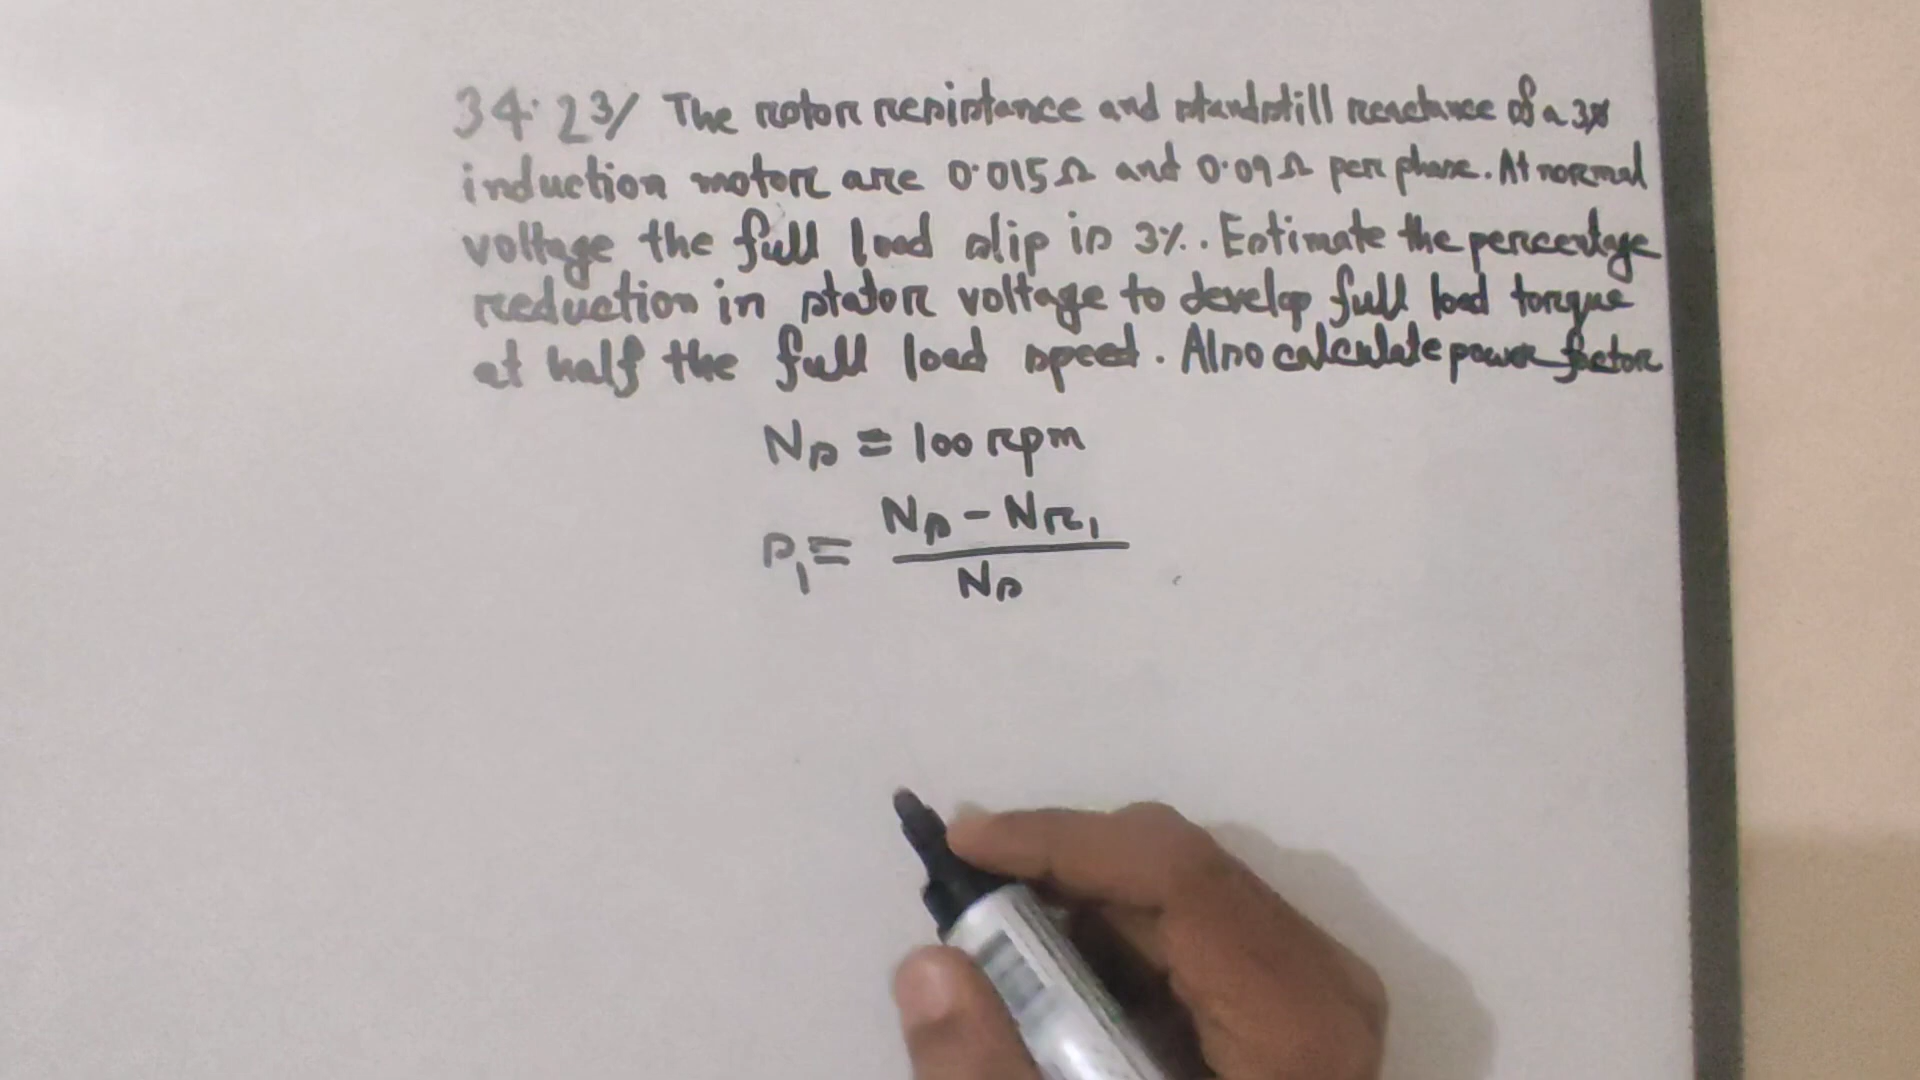 34.23/ The rotor resistance and standstill reactance of a 3ϕ
induction motor are 0.015Ω and 0.09Ω per phase. At normal
voltage the full load slip is 3%. Estimate the percentage
reduction in stator voltage to develop full load torque
at half the full load speed. Also calculate power factor
Ns = 100 rpm
s₁ = (Ns - Nr₁) / Ns